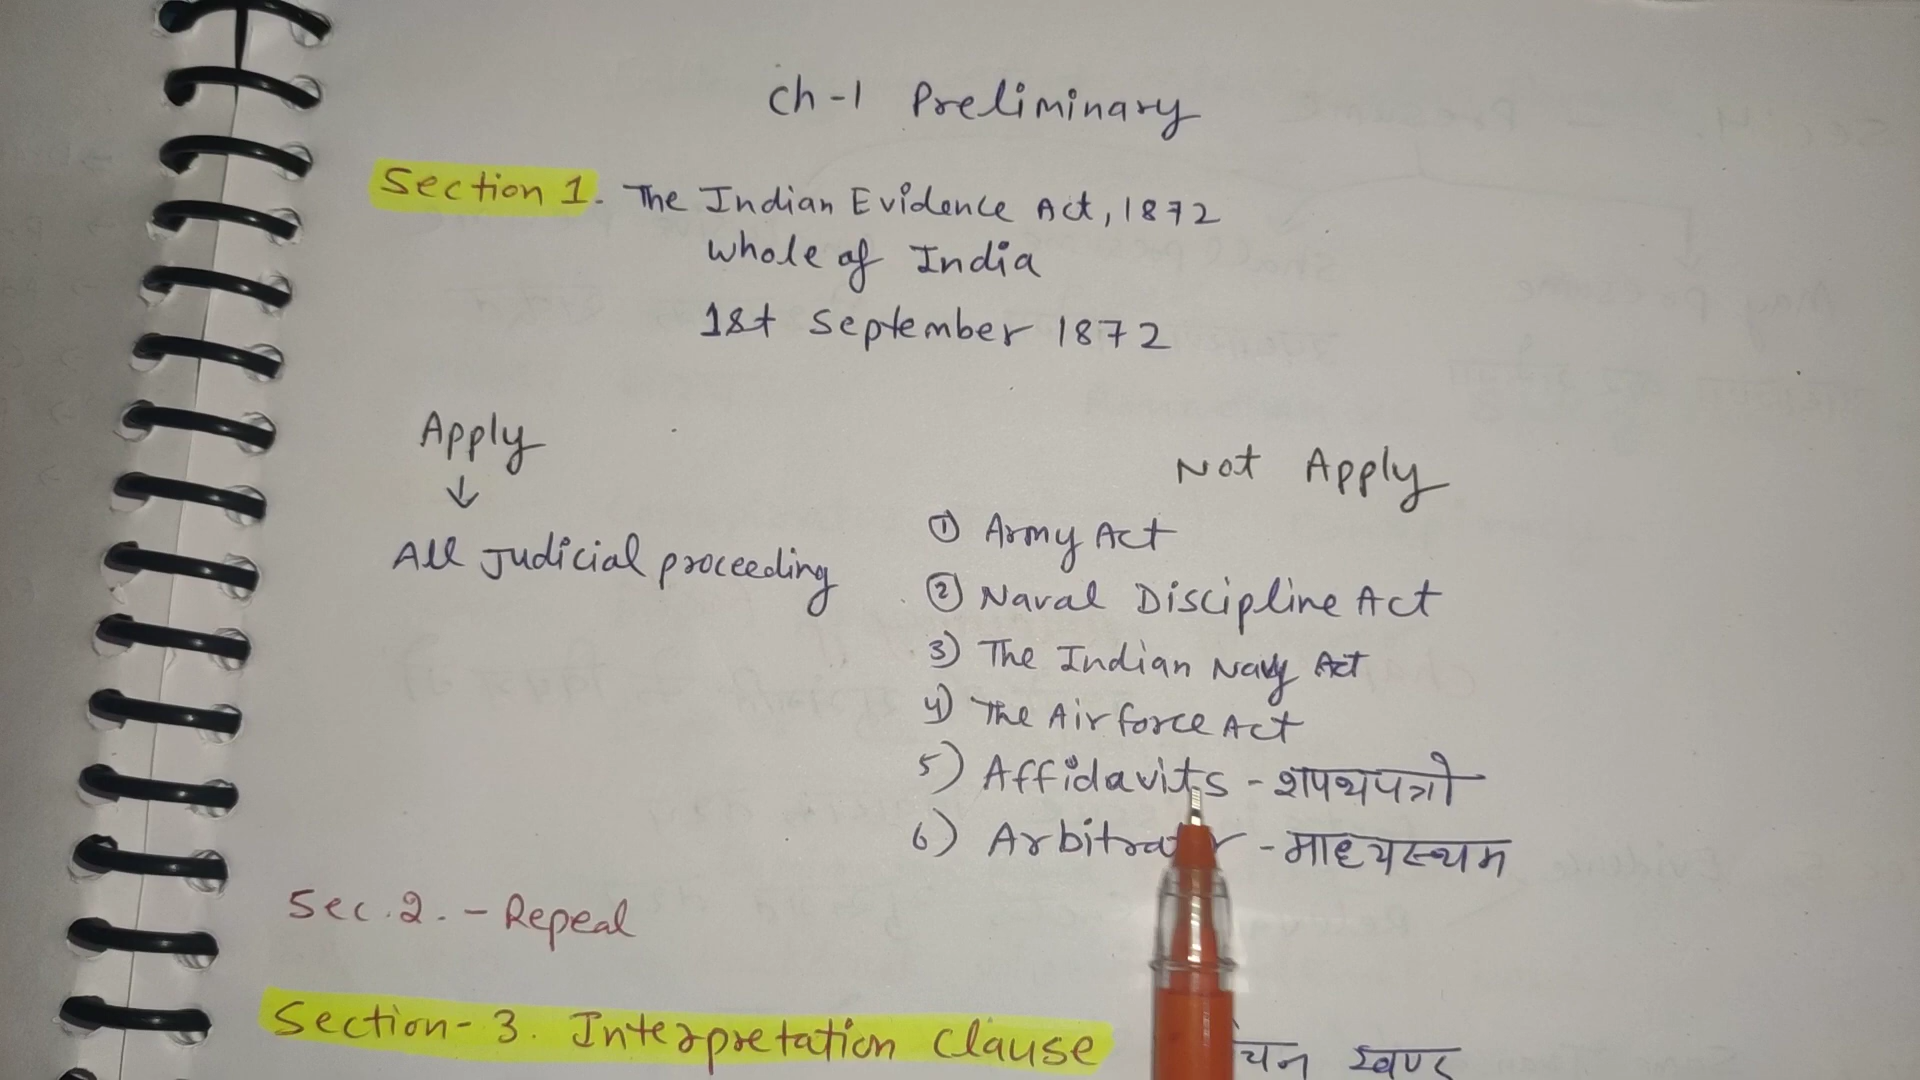 Ch-1 Preliminary
Section 1. The Indian Evidence Act, 1872
Whole of India
1st September 1872
Apply
↓
All Judicial proceeding
Not Apply
① Army Act
② Naval Discipline Act
3) The Indian Navy Act
4) The Air force Act
5) Affidavits - शपथपत्रो
6) - माध्यस्थम
Sec. 2. - Repeal
Section - 3. Interpretation Clause
खण्ड